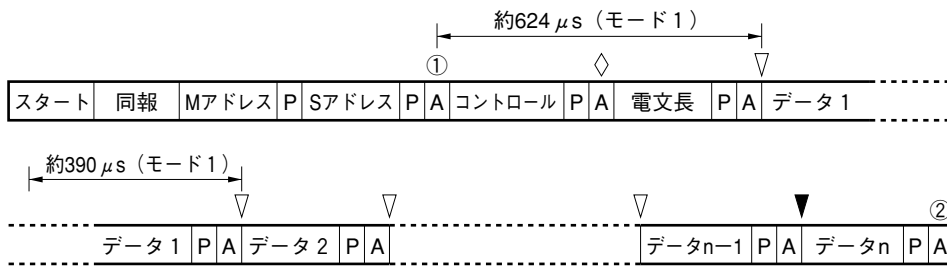 約624μs（モード1）
①
スタート 同報 Mアドレス P Sアドレス P A コントロール P A 電文長 P A データ1
約390μs（モード1）
②
データ1 P A データ2 P A データn－1 P A データn P A